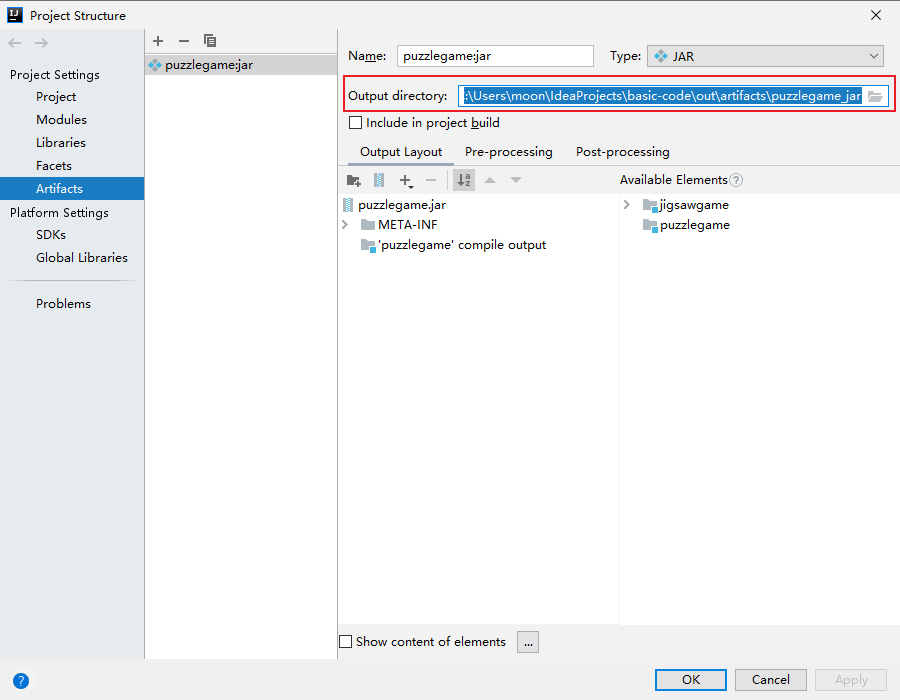 Project Structure
Project Settings
Project
Modules
Libraries
Facets
Artifacts
Platform Settings
SDKs
Global Libraries
Problems
puzzlegame:jar
Name: puzzlegame:jar Type: JAR
Output directory: :\Users\moon\IdeaProjects\basic-code\out\artifacts\puzzlegame_jar
Include in project build
Output Layout Pre-processing Post-processing
Available Elements ?
puzzlegame.jar
META-INF
'puzzlegame' compile output
jigsawgame
puzzlegame
Show content of elements ...
? OK Cancel Apply